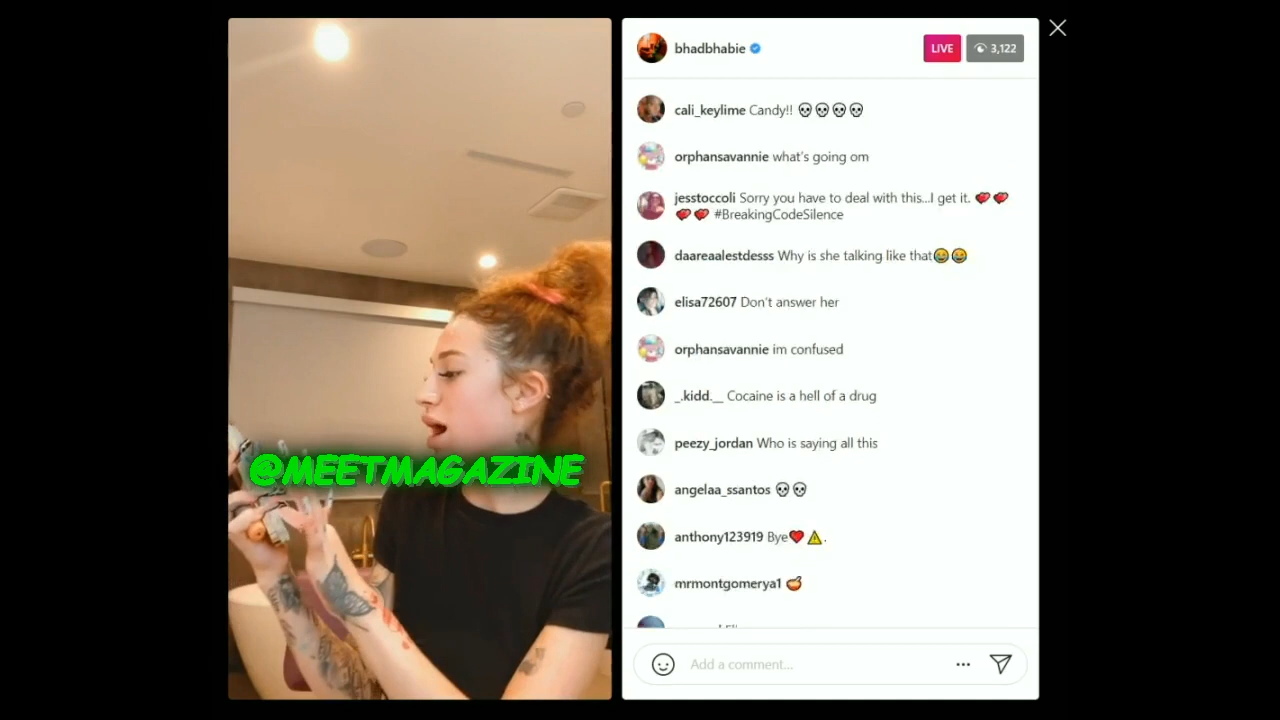 bhadbhabie
LIVE
3,122
cali_keylime Candy!! 💀💀💀💀
orphansavannie what's going om
jesstoccoli Sorry you have to deal with this...I get it. 💕💕
💕💕 #BreakingCodeSilence
daareaalestdesss Why is she talking like that😂😂
elisa72607 Don't answer her
orphansavannie im confused
_.kidd.__ Cocaine is a hell of a drug
peezy_jordan Who is saying all this
@MEETMAGAZINE
angelaa_ssantos 💀💀
anthony123919 Bye❤️⚠️.
mrmontgomerya1
Add a comment...